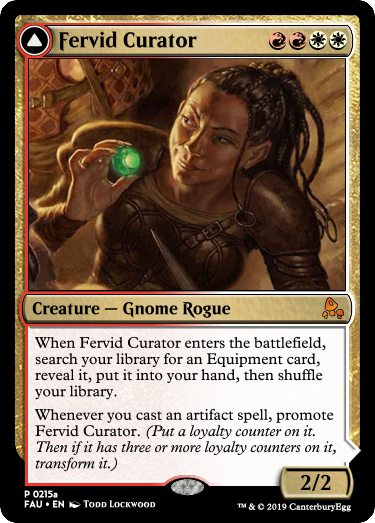 Fervid Curator
Creature — Gnome Rogue
When Fervid Curator enters the battlefield,
search your library for an Equipment card,
reveal it, put it into your hand, then shuffle
your library.
Whenever you cast an artifact spell, promote
Fervid Curator. (Put a loyalty counter on it.
Then if it has three or more loyalty counters on it,
transform it.)
2/2
P 0215a
FAU • EN Todd Lockwood
™ & © 2019 CanterburyEgg